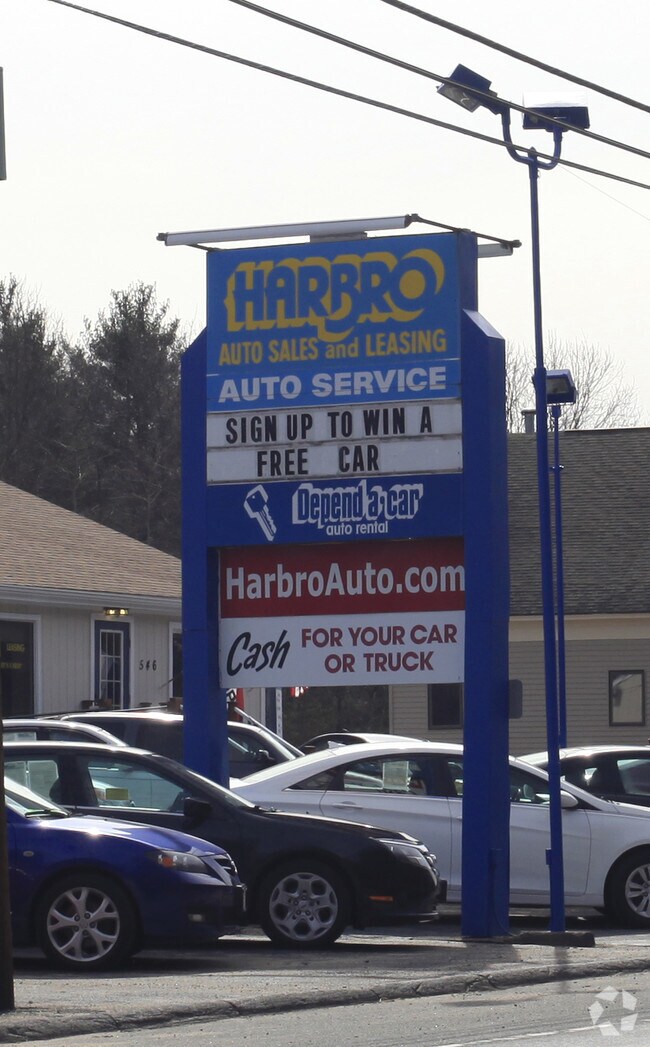 HARBRO
AUTO SALES and LEASING
AUTO SERVICE
SIGN UP TO WIN A
FREE CAR
Depend a car
auto rental
HarbroAuto.com
Cash FOR YOUR CAR
OR TRUCK
546